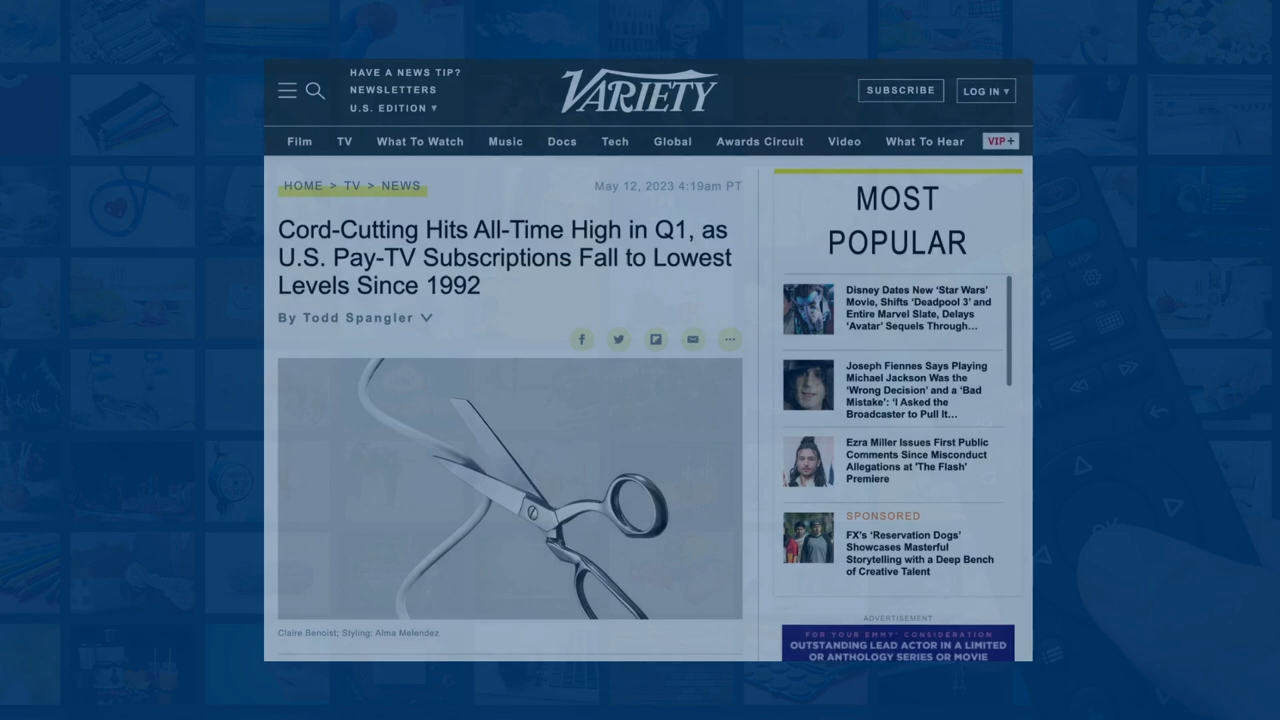 HAVE A NEWS TIP?
NEWSLETTERS
U.S. EDITION ▾
VARIETY
SUBSCRIBE
LOG IN ▾
Film TV What To Watch Music Docs Tech Global Awards Circuit Video What To Hear VIP+
HOME > TV > NEWS
May 12, 2023 4:19am PT
Cord-Cutting Hits All-Time High in Q1, as
U.S. Pay-TV Subscriptions Fall to Lowest
Levels Since 1992
By Todd Spangler
Claire Benoist; Styling: Alma Melendez
MOST
POPULAR
Disney Dates New ‘Star Wars’
Movie, Shifts ‘Deadpool 3’ and
Entire Marvel Slate, Delays
‘Avatar’ Sequels Through...
Joseph Fiennes Says Playing
Michael Jackson Was the
‘Wrong Decision’ and a ‘Bad
Mistake’: ‘I Asked the
Broadcaster to Pull It...
Ezra Miller Issues First Public
Comments Since Misconduct
Allegations at 'The Flash'
Premiere
SPONSORED
FX’s ‘Reservation Dogs’
Showcases Masterful
Storytelling with a Deep Bench
of Creative Talent
ADVERTISEMENT
FOR YOUR EMMY® CONSIDERATION
OUTSTANDING LEAD ACTOR IN A LIMITED
OR ANTHOLOGY SERIES OR MOVIE